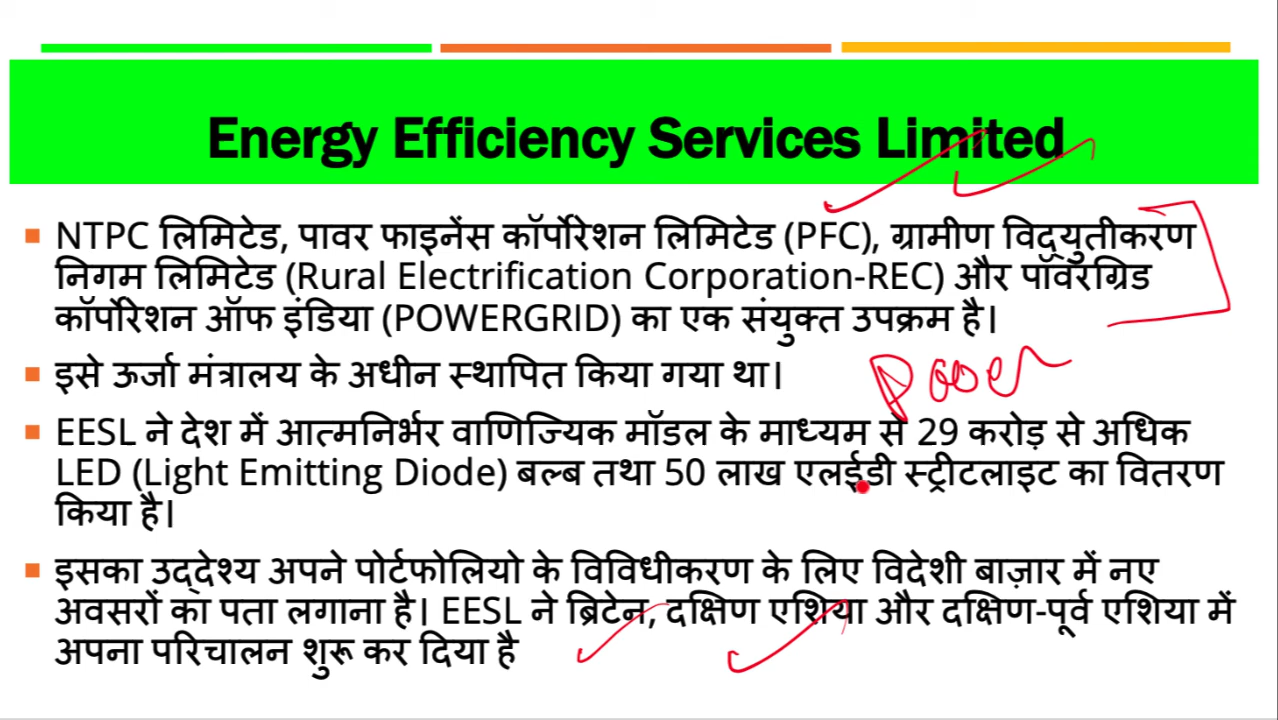 Energy Efficiency Services Limited
NTPC लिमिटेड, पावर फाइनेंस कॉर्पोरेशन लिमिटेड (PFC), ग्रामीण विद्युतीकरण
निगम लिमिटेड (Rural Electrification Corporation-REC) और पॉवरग्रिड
कॉर्पोरेशन ऑफ इंडिया (POWERGRID) का एक संयुक्त उपक्रम है।
इसे ऊर्जा मंत्रालय के अधीन स्थापित किया गया था।
Power
EESL ने देश में आत्मनिर्भर वाणिज्यिक मॉडल के माध्यम से 29 करोड़ से अधिक
LED (Light Emitting Diode) बल्ब तथा 50 लाख एलईडी स्ट्रीटलाइट का वितरण
किया है।
इसका उद्देश्य अपने पोर्टफोलियो के विविधीकरण के लिए विदेशी बाज़ार में नए
अवसरों का पता लगाना है। EESL ने ब्रिटेन, दक्षिण एशिया और दक्षिण-पूर्व एशिया में
अपना परिचालन शुरू कर दिया है